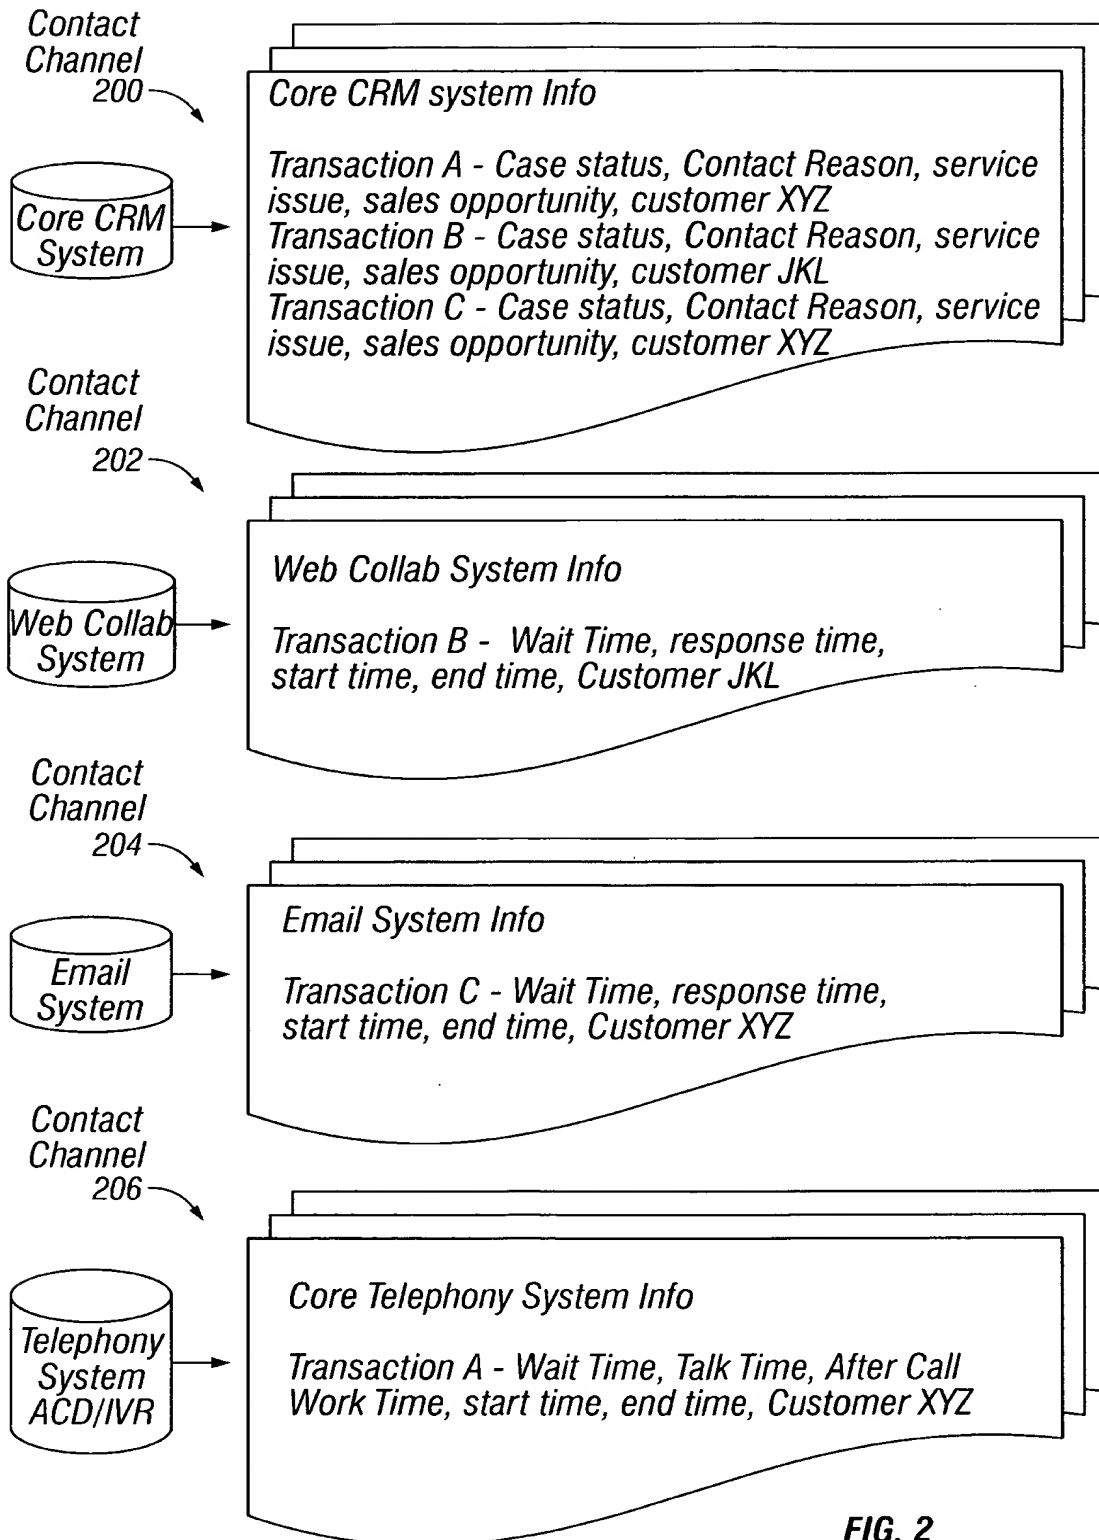 Contact
Channel
200
Core CRM
System
Core CRM system Info
Transaction A - Case status, Contact Reason, service
issue, sales opportunity, customer XYZ
Transaction B - Case status, Contact Reason, service
issue, sales opportunity, customer JKL
Transaction C - Case status, Contact Reason, service
issue, sales opportunity, customer XYZ
Contact
Channel
202
Web Collab
System
Web Collab System Info
Transaction B - Wait Time, response time,
start time, end time, Customer JKL
Contact
Channel
204
Email
System
Email System Info
Transaction C - Wait Time, response time,
start time, end time, Customer XYZ
Contact
Channel
206
Telephony
System
ACD/IVR
Core Telephony System Info
Transaction A - Wait Time, Talk Time, After Call
Work Time, start time, end time, Customer XYZ
FIG. 2